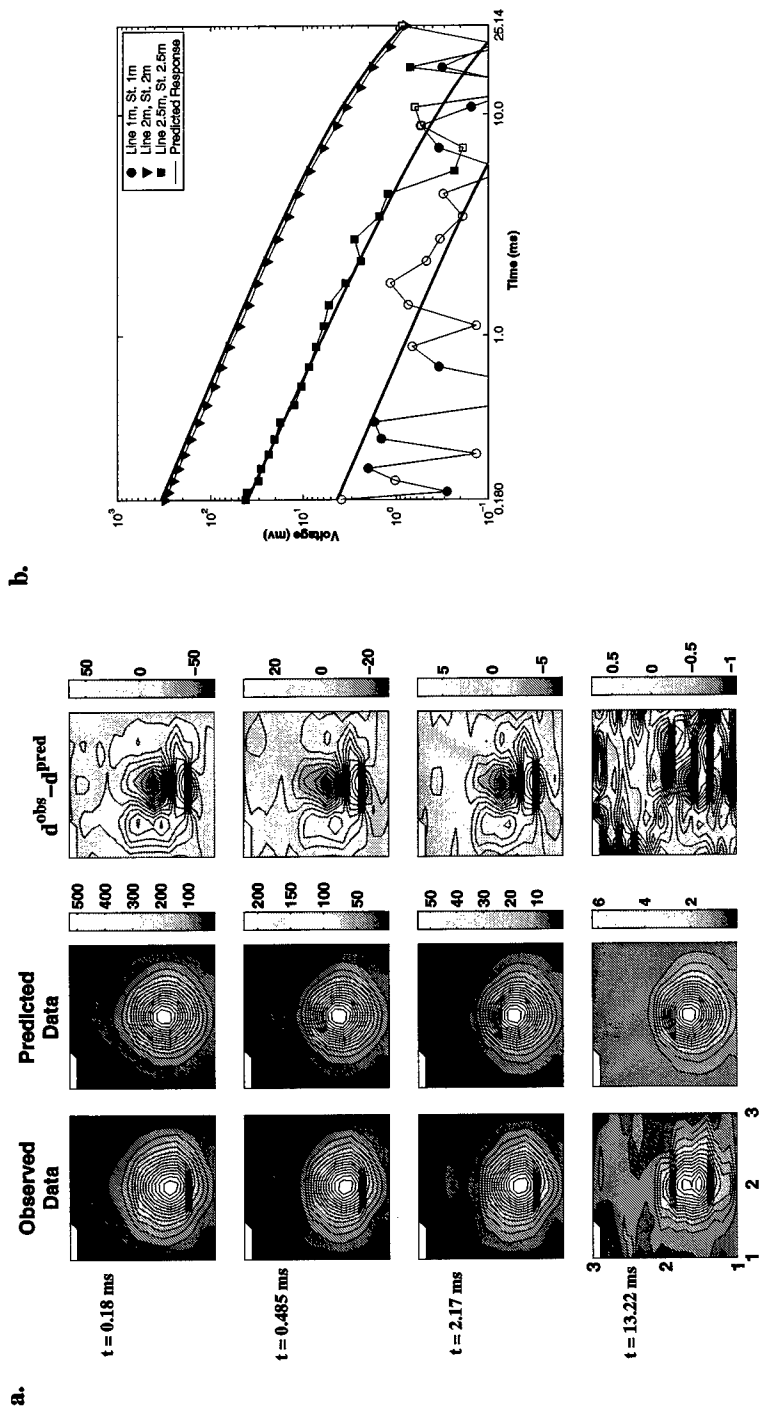 a.
Observed
Data
Predicted
Data
d^obs-d^pred
t = 0.18 ms
500
400
300
200
100
50
0
-50
t = 0.485 ms
200
150
100
50
20
0
-20
t = 2.17 ms
50
40
30
20
10
5
0
-5
t = 13.22 ms
3
2
1
1
2
3
6
4
2
0.5
0
-0.5
-1
b.
Line 1m, St. 1m
Line 2m, St. 2m
Line 2.5m, St. 2.5m
Predicted Response
Voltage (mv)
10^3
10^2
10^1
10^0
10^-1
0.180
1.0
10.0
25.14
Time (ms)